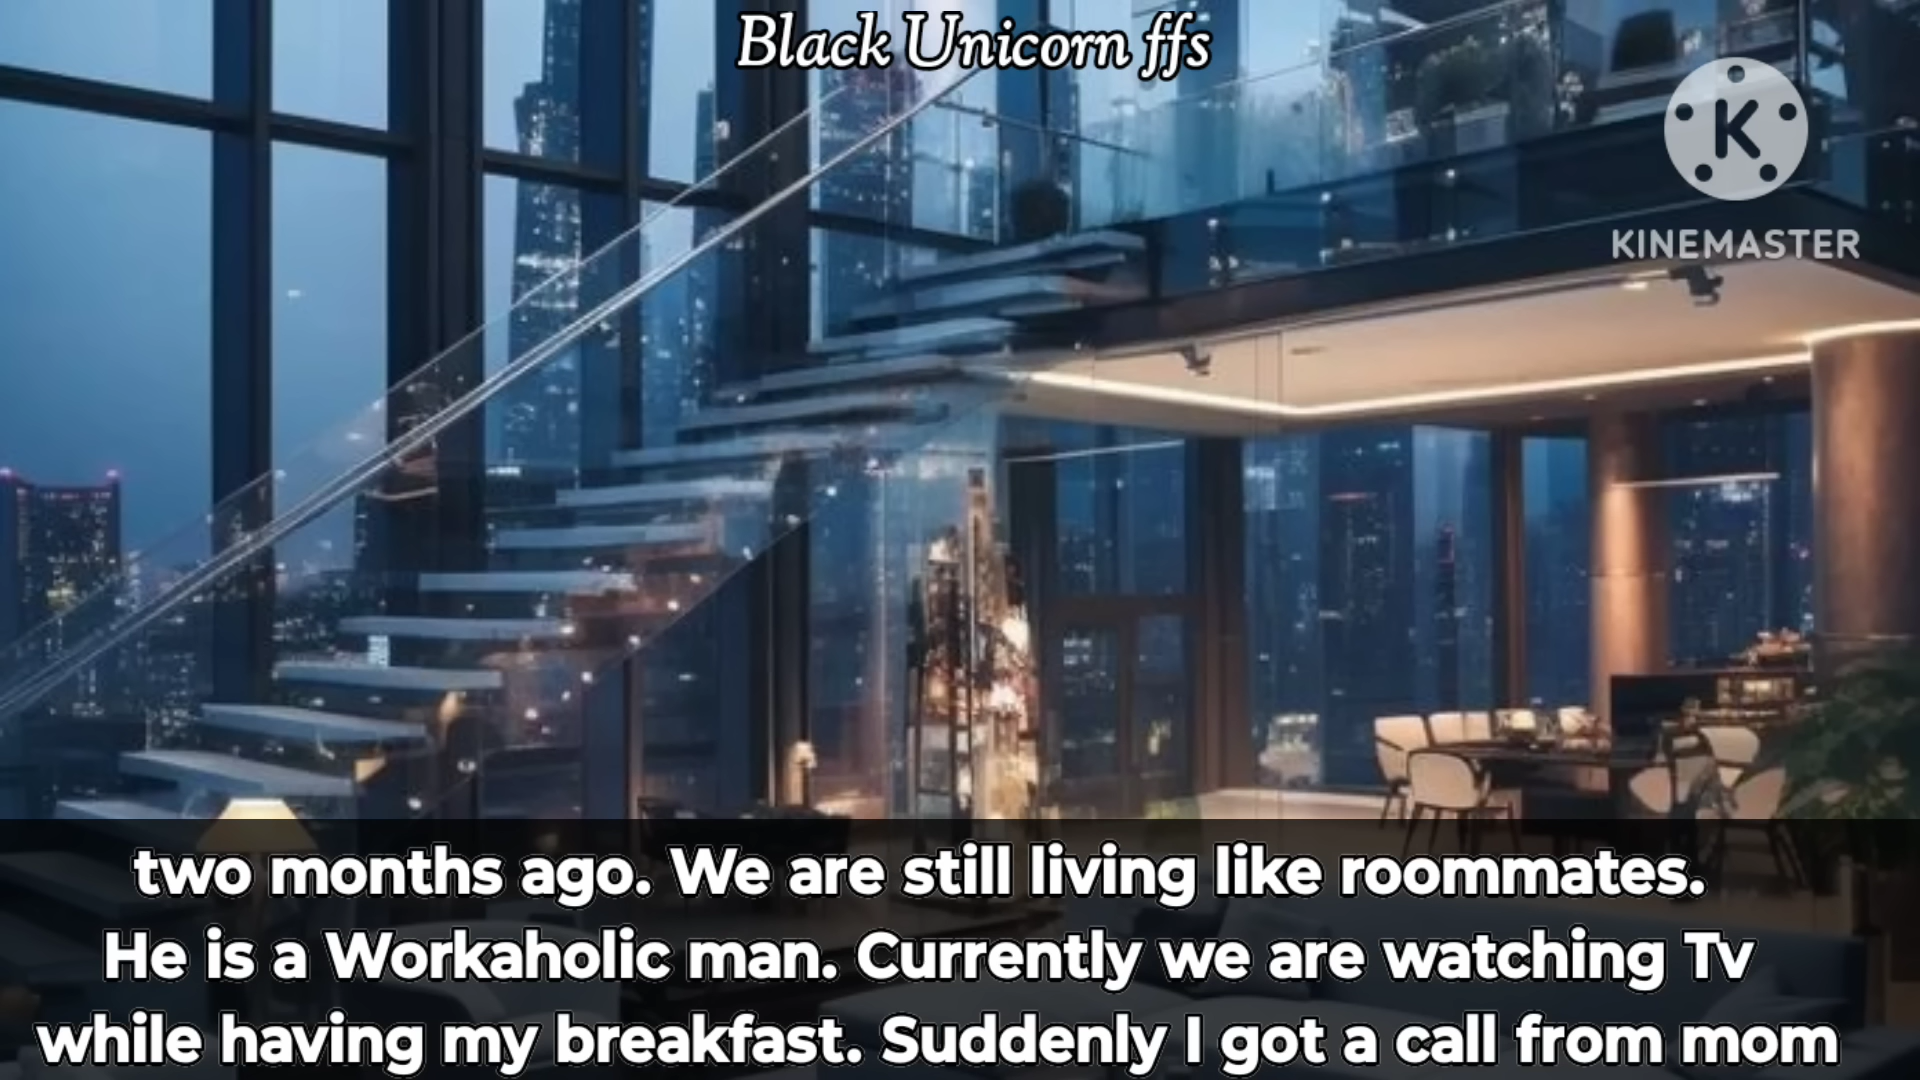 Black Unicorn ffs
K
KINEMASTER
two months ago. We are still living like roommates.
He is a Workaholic man. Currently we are watching Tv
while having my breakfast. Suddenly I got a call from mom